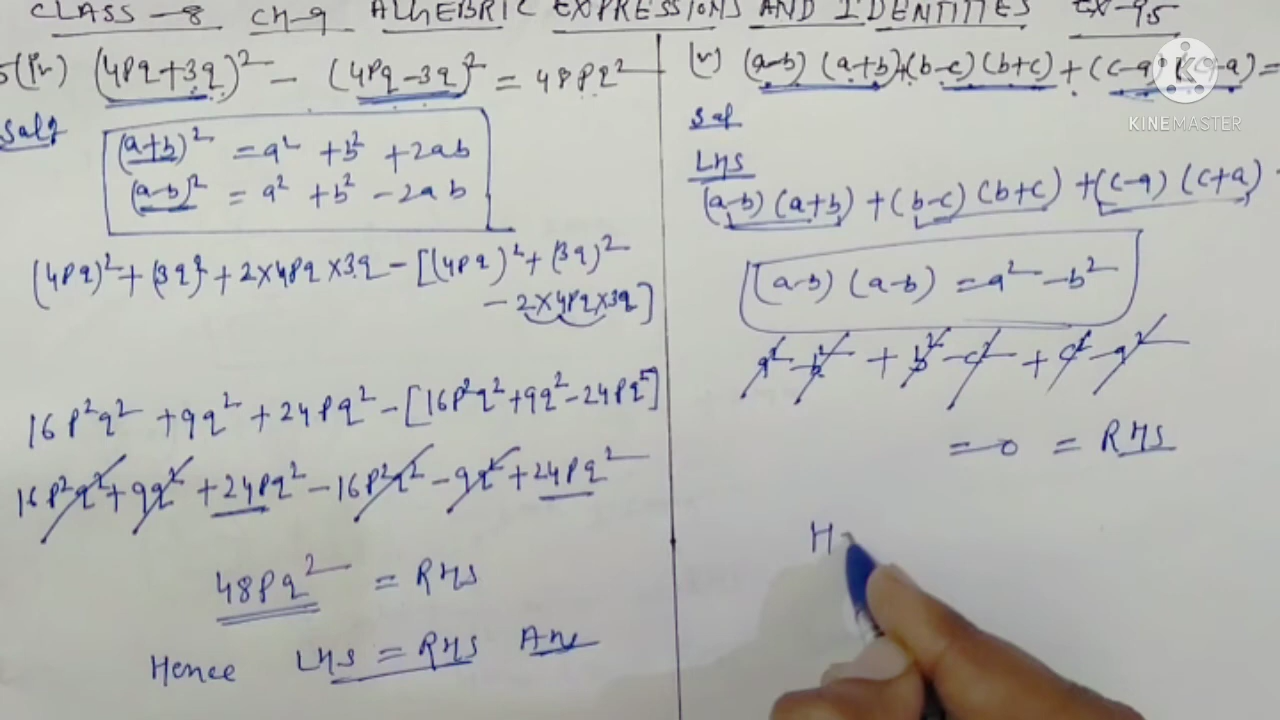 CLASS-8 CH-9 ALGEBRIC EXPRESSIONS AND IDENTITIES EX-9.5
5(iv) (4pq+3q)² - (4pq-3q)² = 48pq²
Solⁿ
(a+b)² = a² + b² + 2ab
(a-b)² = a² + b² - 2ab
(4pq)² + (3q)² + 2×4pq×3q - [(4pq)² + (3q)²
- 2×4pq×3q]
16p²q² + 9q² + 24pq² - [16p²q² + 9q² - 24pq²]
16p²q² + 9q² + 24pq² - 16p²q² - 9q² + 24pq²
48pq² = RHS
Hence LHS = RHS Ans
(v) (a-b) (a+b) + (b-c) (b+c) + (c-a) -a) =
KINEMASTER
Sol
LHS
(a-b) (a+b) + (b-c) (b+c) + (c-a) (c+a)
(a-b) (a-b) = a² - b²
a² - b² + b² - c² + c² - a²
= 0 = RHS
H